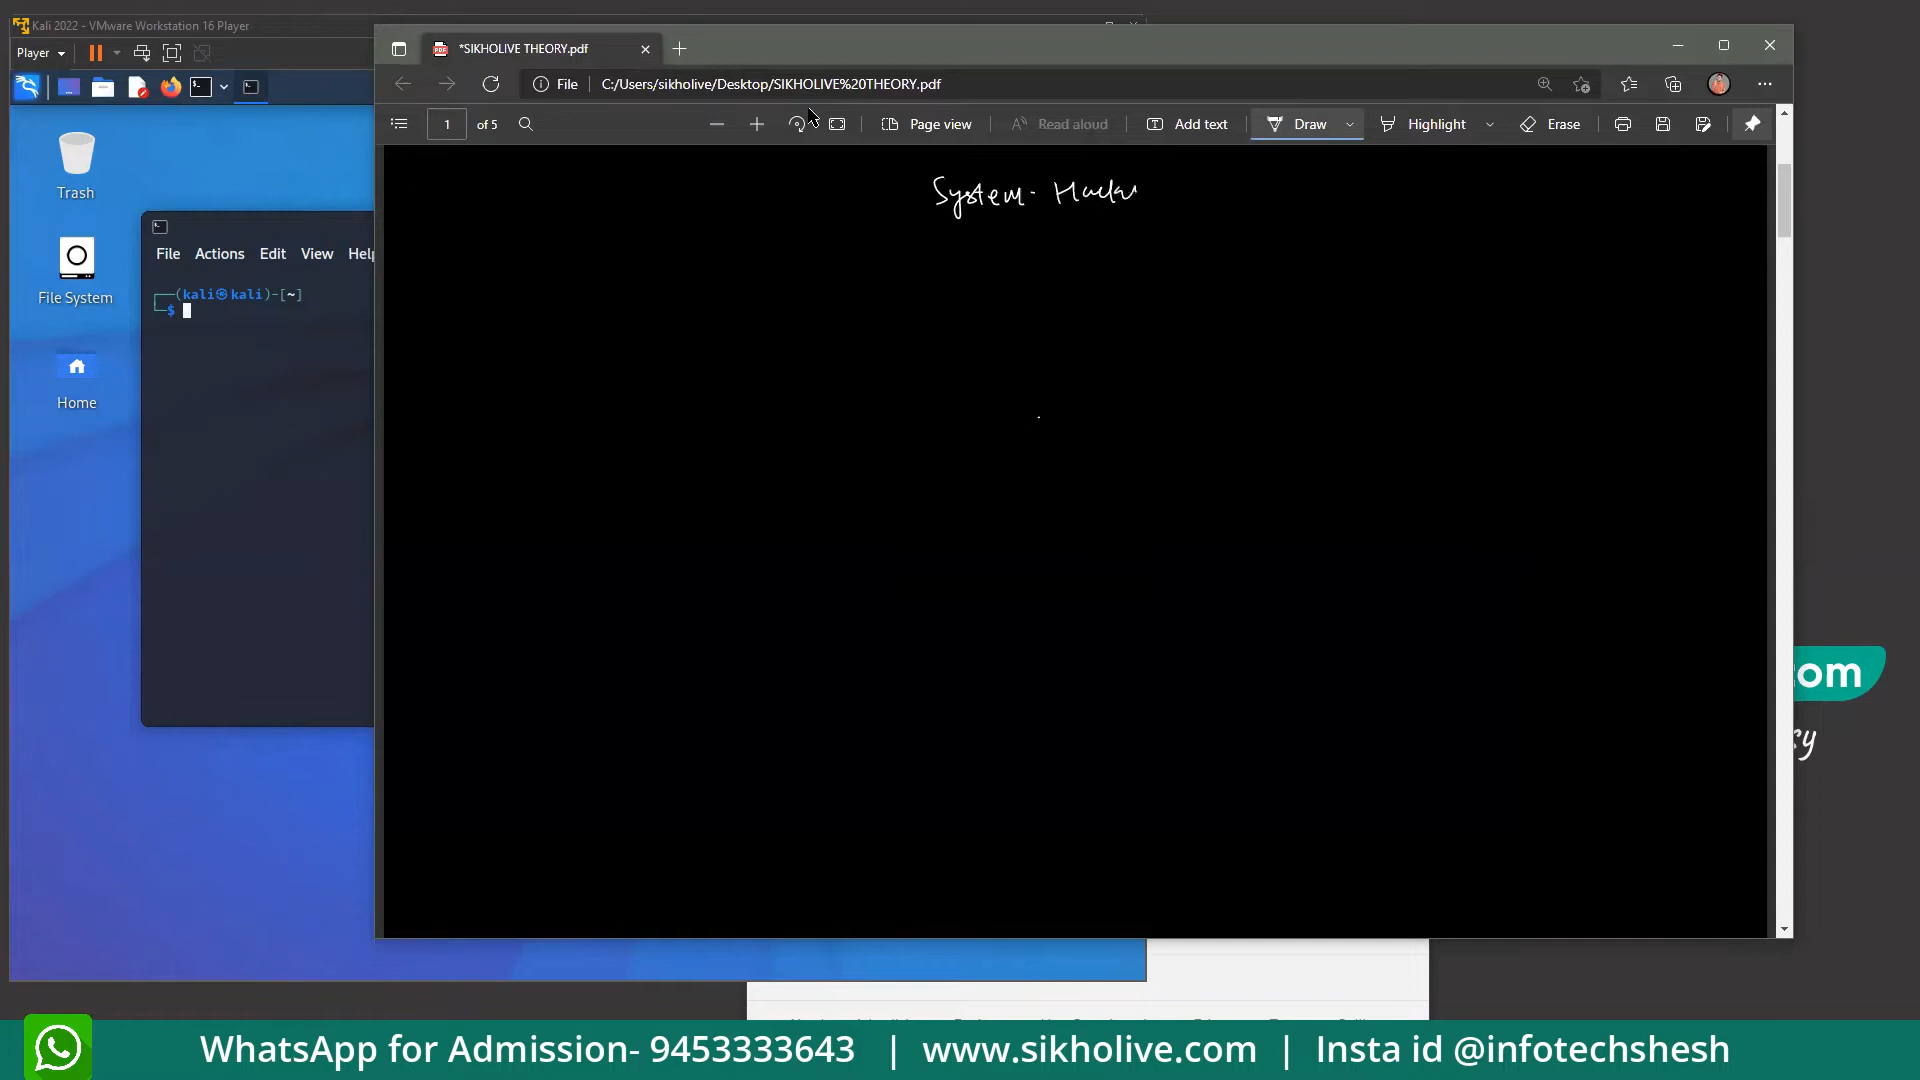 Kali 2022 - VMware Workstation 16 Player
Player
*SIKHOLIVE THEORY.pdf
File
C:/Users/sikholive/Desktop/SIKHOLIVE%20THEORY.pdf
1 of 5
Page view
Read aloud
Add text
Draw
Highlight
Erase
System-
Trash
File System
Home
File Actions Edit View Help
(kali㉿kali)-[~]
$
com
WhatsApp for Admission- 9453333643 | www.sikholive.com | Insta id @infotechshesh